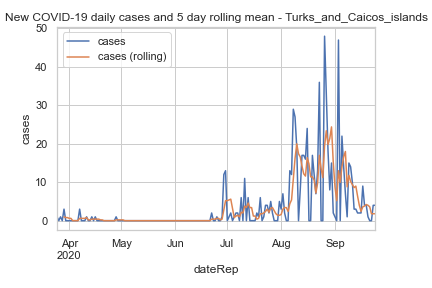 New COVID-19 daily cases and 5 day rolling mean - Turks_and_Caicos_islands
cases
cases (rolling)
50
40
30
20
10
0
cases
Apr
2020
May
Jun
Jul
Aug
Sep
dateRep